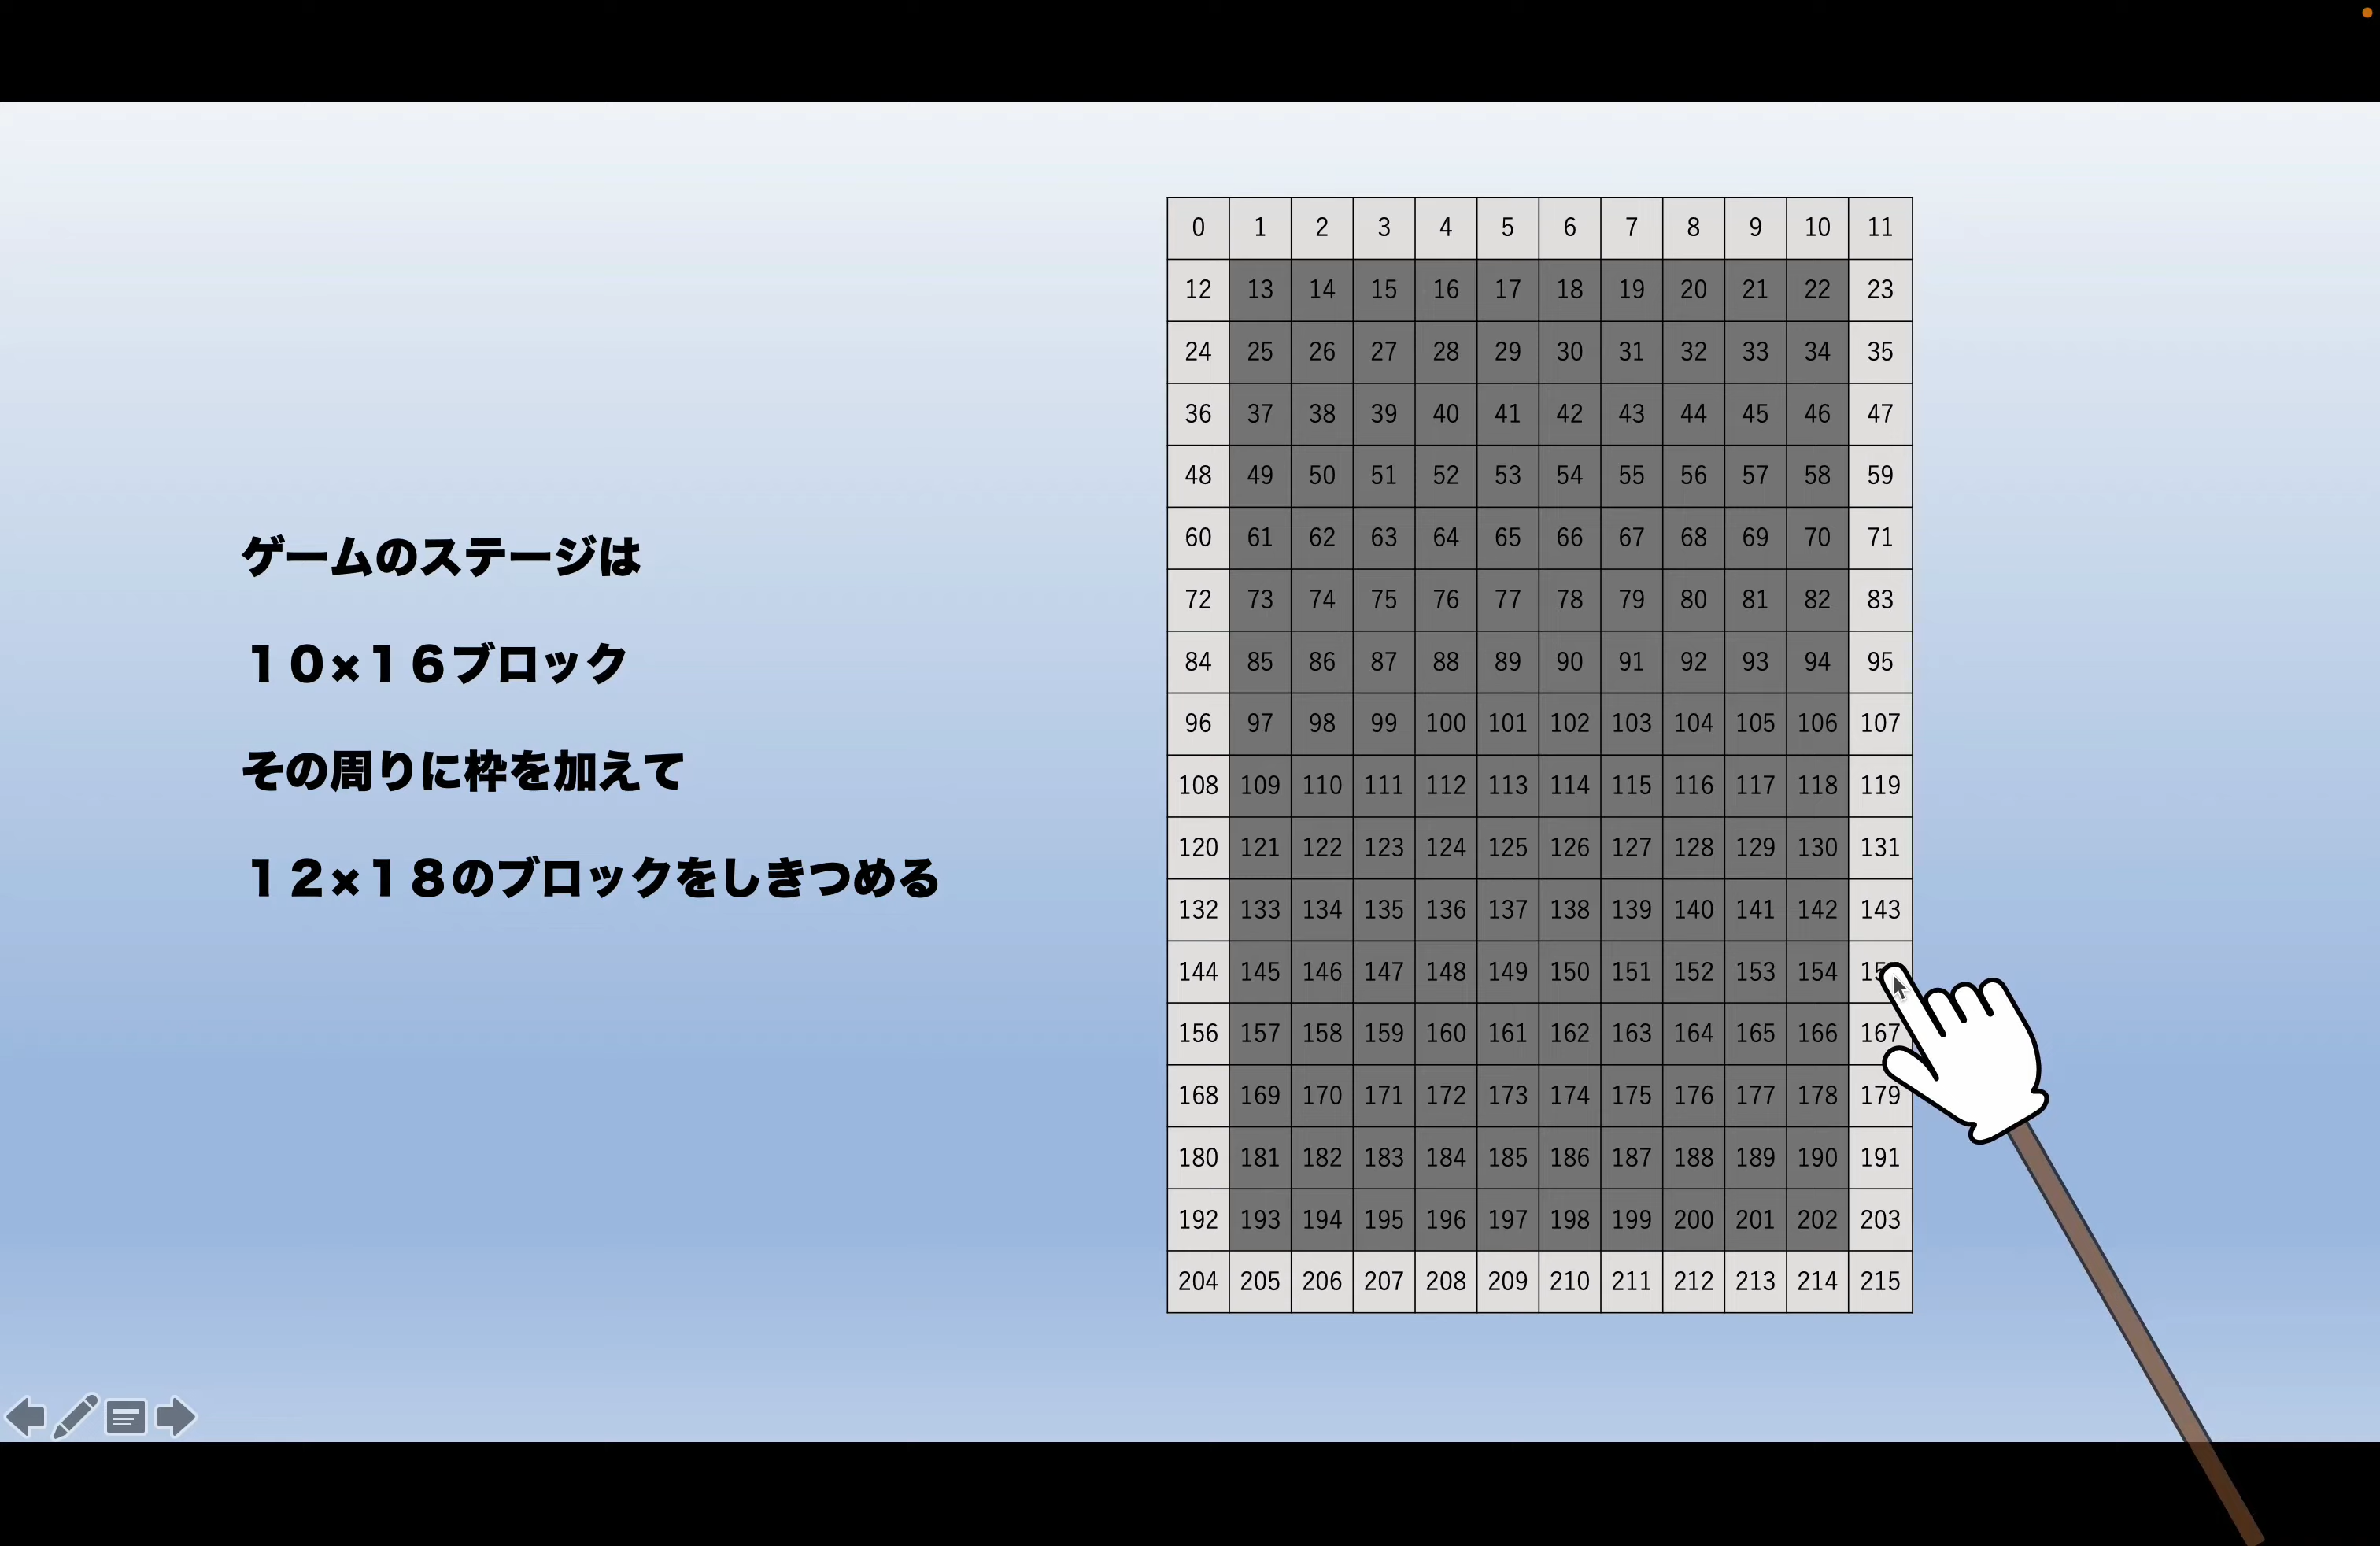 ゲームのステージは
１０×１６ブロック
その周りに枠を加えて
１２×１８のブロックをしきつめる
0 1 2 3 4 5 6 7 8 9 10 11
12 13 14 15 16 17 18 19 20 21 22 23
24 25 26 27 28 29 30 31 32 33 34 35
36 37 38 39 40 41 42 43 44 45 46 47
48 49 50 51 52 53 54 55 56 57 58 59
60 61 62 63 64 65 66 67 68 69 70 71
72 73 74 75 76 77 78 79 80 81 82 83
84 85 86 87 88 89 90 91 92 93 94 95
96 97 98 99 100 101 102 103 104 105 106 107
108 109 110 111 112 113 114 115 116 117 118 119
120 121 122 123 124 125 126 127 128 129 130 131
132 133 134 135 136 137 138 139 140 141 142 143
144 145 146 147 148 149 150 151 152 153 154
156 157 158 159 160 161 162 163 164 165 166 167
168 169 170 171 172 173 174 175 176 177 178 179
180 181 182 183 184 185 186 187 188 189 190 191
192 193 194 195 196 197 198 199 200 201 202 203
204 205 206 207 208 209 210 211 212 213 214 215